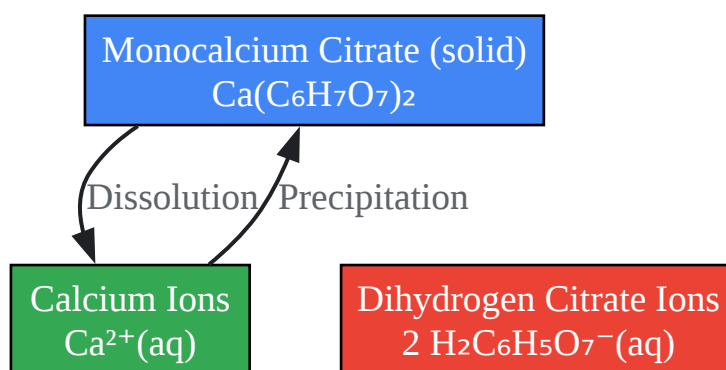 Monocalcium Citrate (solid)
Ca(C₆H₇O₇)₂
Dissolution
Precipitation
Calcium Ions
Ca²⁺(aq)
Dihydrogen Citrate Ions
2 H₂C₆H₅O₇⁻(aq)